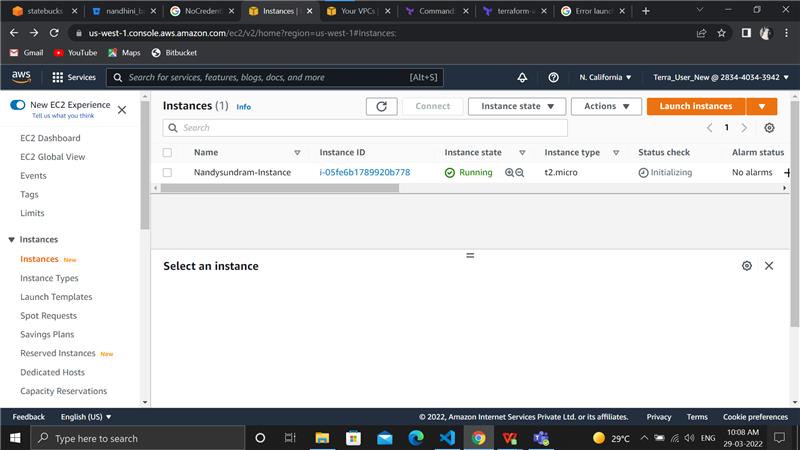 statebucks
nandhini_ba
NoCredenti
Instances | 
Your VPCs
Command:
terraform-a
Error launch
us-west-1.console.aws.amazon.com/ec2/v2/home?region=us-west-1#Instances:
Gmail YouTube Maps Bitbucket
aws Services Search for services, features, blogs, docs, and more [Alt+S] N. California Terra_User_New @ 2834-4034-3942
New EC2 Experience
Tell us what you think
EC2 Dashboard
EC2 Global View
Events
Tags
Limits
Instances
Instances New
Instance Types
Launch Templates
Spot Requests
Savings Plans
Reserved Instances New
Dedicated Hosts
Capacity Reservations
Instances (1) Info
Connect Instance state Actions Launch instances
Search
1
Name Instance ID Instance state Instance type Status check Alarm status
Nandysundram-Instance i-05fe6b1789920b778 Running t2.micro Initializing No alarms
Select an instance
Feedback English (US) © 2022, Amazon Internet Services Private Ltd. or its affiliates. Privacy Terms Cookie preferences
Type here to search
29°C ENG
10:08 AM
29-03-2022